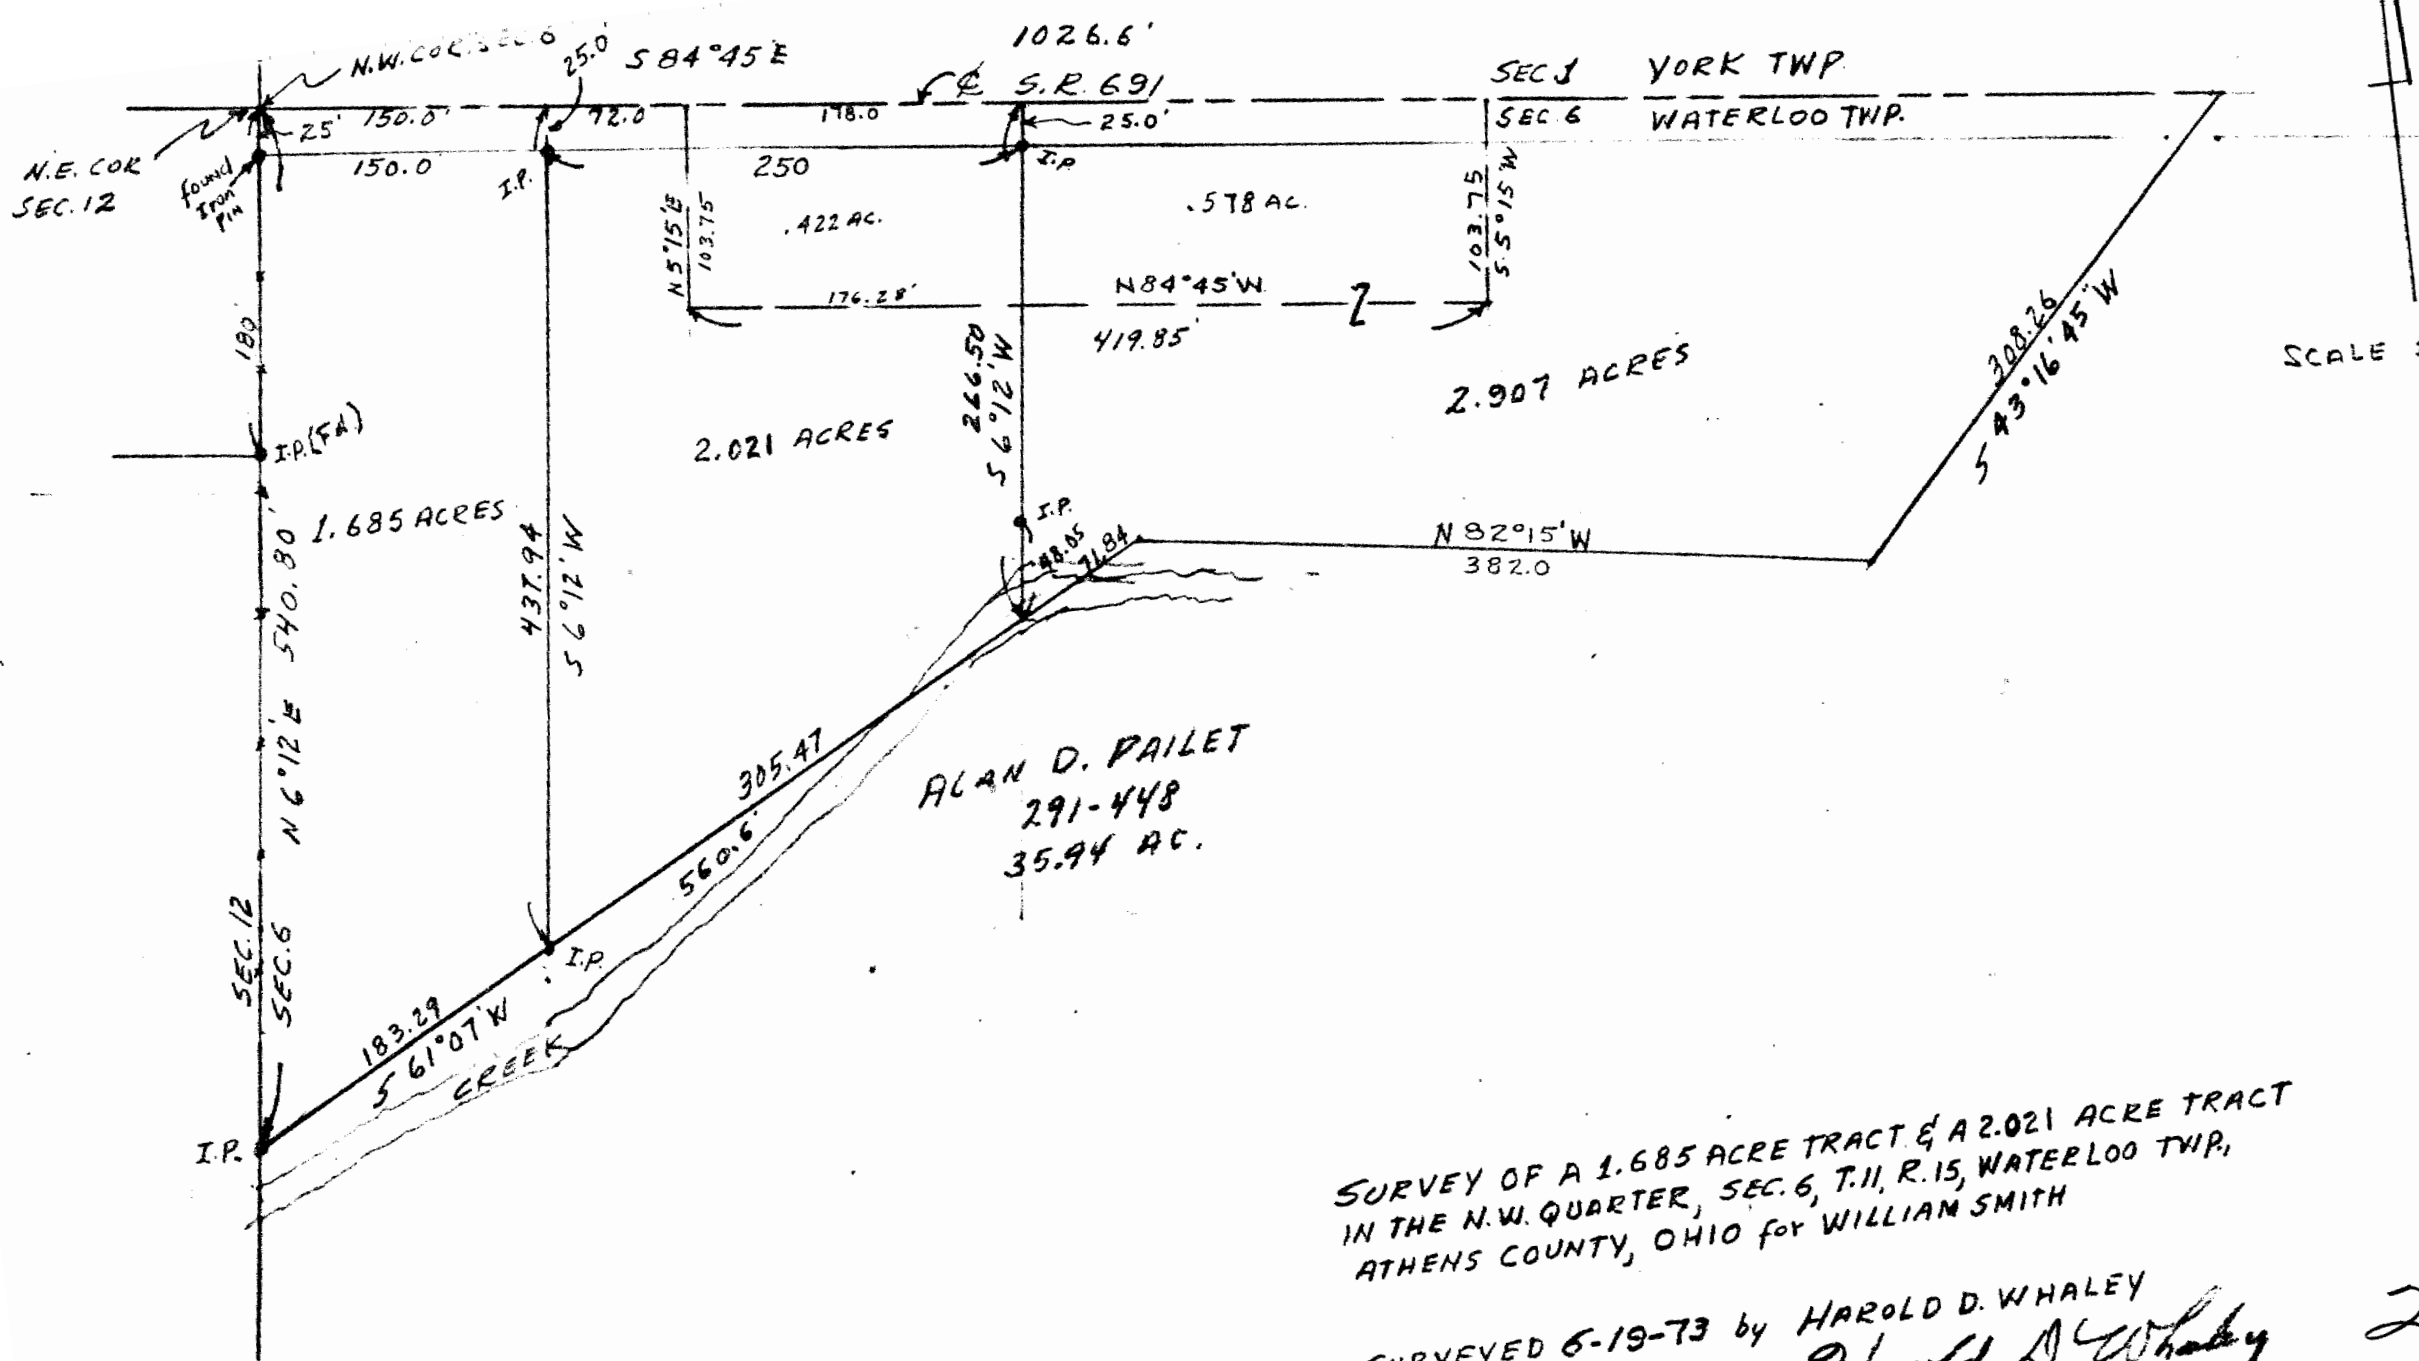 N.W. COR. SEC. 6
25.0'
S 84°45'E
1026.6'
℄ S.R. 691
SEC 1 YORK TWP.
SEC. 6 WATERLOO TWP.
N.E. COR
SEC. 12
found
Iron
Pin
25'
150.0'
72.0
178.0
25.0'
150.0
I.P.
250
I.P.
N 5°15'E
103.75
.422 AC.
.578 AC.
103.75
S 5°15'W
176.28'
N 84°45'W
419.85'
180
I.P. (Fd)
2.021 ACRES
266.50
S 6°12'W
2.907 ACRES
308.26
S 43°16'45"W
SCALE
1.685 ACRES
437.94
S 6°12'W
I.P.
48.05
71.84
N 82°15'W
382.0
N 6°12'E 540.80'
305.47
560.6'
ALAN D. PAILET
291-448
35.94 AC.
SEC. 12
SEC. 6
I.P.
183.29
S 61°07'W
CREEK
I.P.
SURVEY OF A 1.685 ACRE TRACT & A 2.021 ACRE TRACT
IN THE N.W. QUARTER, SEC. 6, T.11, R.15, WATERLOO TWP.,
ATHENS COUNTY, OHIO for WILLIAM SMITH
SURVEYED 6-19-73 by HAROLD D. WHALEY
Harold D Whaley